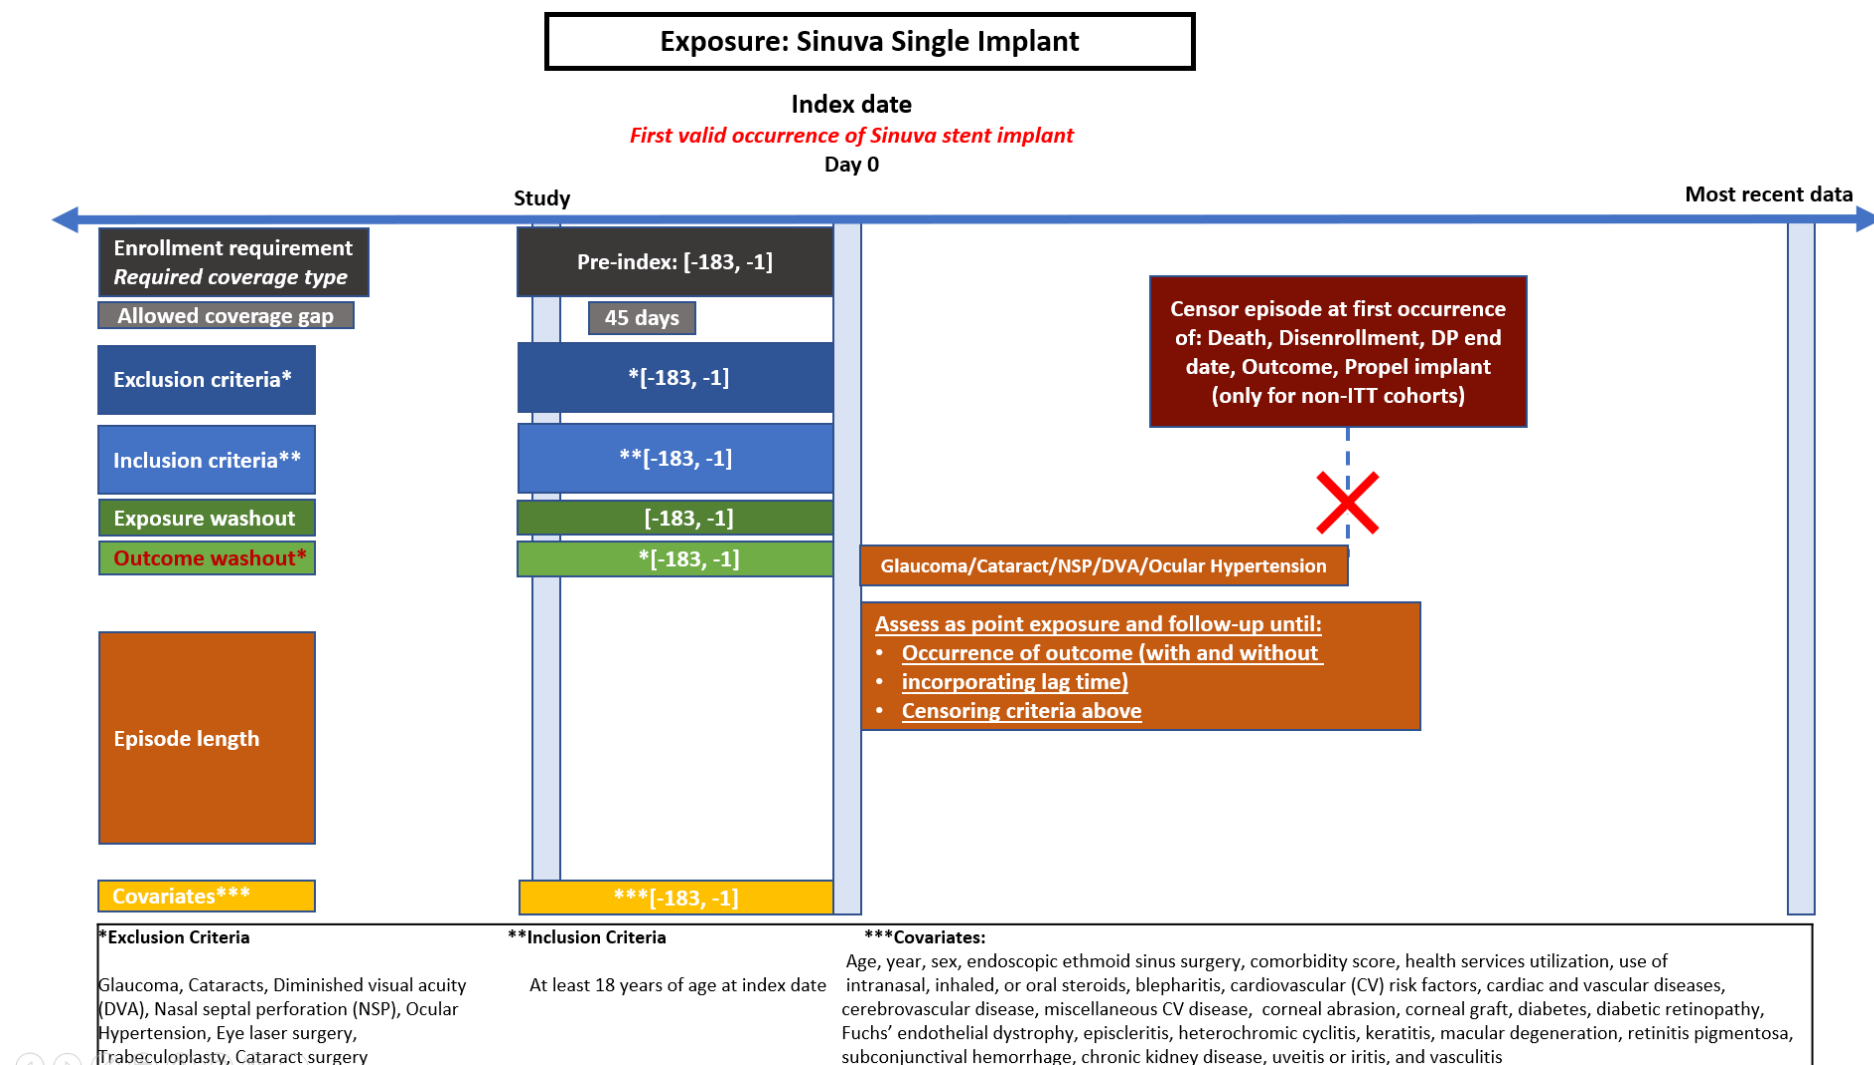 Exposure: Sinuva Single Implant
Index date
First valid occurrence of Sinuva stent implant
Day 0
Study
Most recent data
Enrollment requirement
Required coverage type
Pre-index: [-183, -1]
Allowed coverage gap
45 days
Censor episode at first occurrence
of: Death, Disenrollment, DP end
date, Outcome, Propel implant
(only for non-ITT cohorts)
Exclusion criteria*
*[-183, -1]
Inclusion criteria**
**[-183, -1]
Exposure washout
[-183, -1]
Outcome washout*
*[-183, -1]
Glaucoma/Cataract/NSP/DVA/Ocular Hypertension
Assess as point exposure and follow-up until:
• Occurrence of outcome (with and without
• incorporating lag time)
• Censoring criteria above
Episode length
Covariates***
***[-183, -1]
*Exclusion Criteria
Glaucoma, Cataracts, Diminished visual acuity
(DVA), Nasal septal perforation (NSP), Ocular
Hypertension, Eye laser surgery,
Trabeculoplasty, Cataract surgery
**Inclusion Criteria
At least 18 years of age at index date
***Covariates:
Age, year, sex, endoscopic ethmoid sinus surgery, comorbidity score, health services utilization, use of
intranasal, inhaled, or oral steroids, blepharitis, cardiovascular (CV) risk factors, cardiac and vascular diseases,
cerebrovascular disease, miscellaneous CV disease, corneal abrasion, corneal graft, diabetes, diabetic retinopathy,
Fuchs’ endothelial dystrophy, episcleritis, heterochromic cyclitis, keratitis, macular degeneration, retinitis pigmentosa,
subconjunctival hemorrhage, chronic kidney disease, uveitis or iritis, and vasculitis